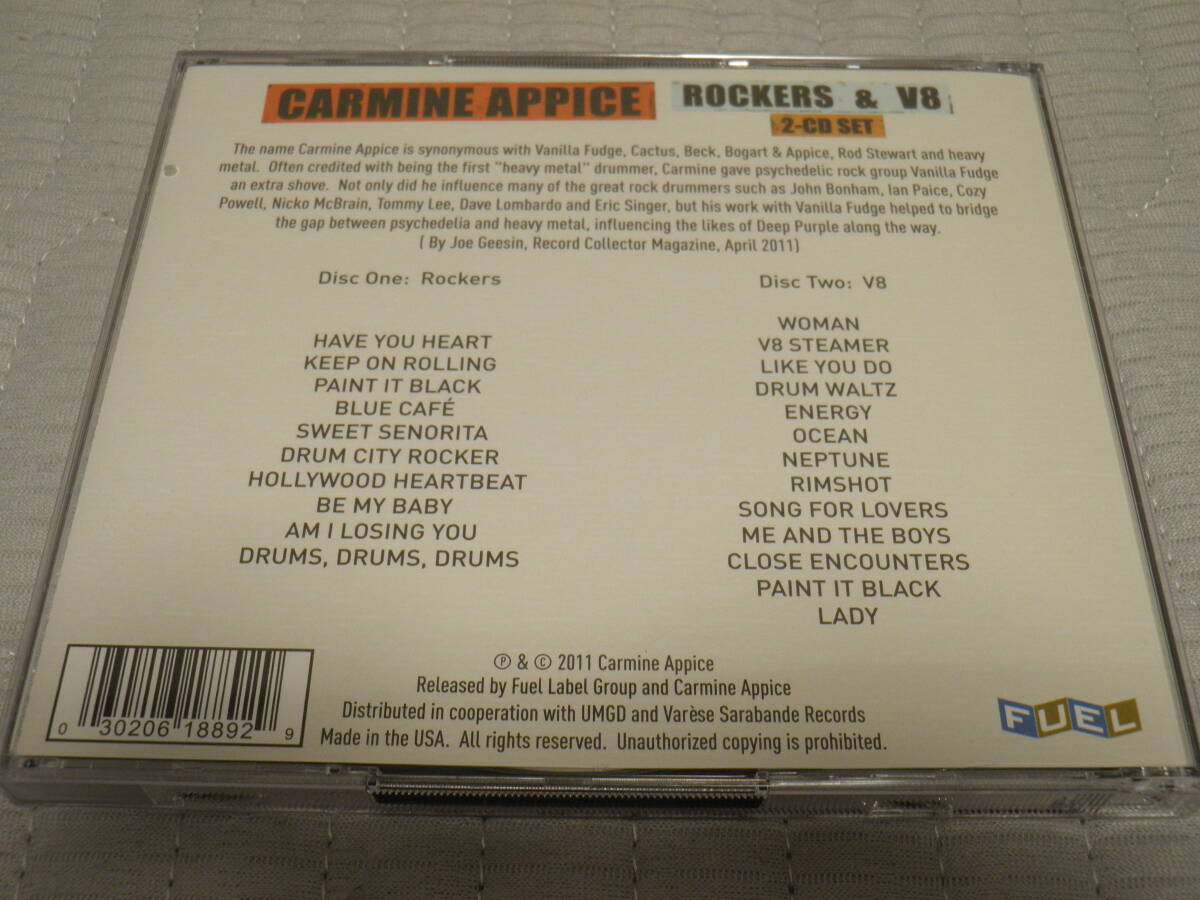 CARMINE APPICE
ROCKERS & V8
2-CD SET
The name Carmine Appice is synonymous with Vanilla Fudge, Cactus, Beck, Bogart & Appice, Rod Stewart and heavy
metal. Often credited with being the first "heavy metal" drummer, Carmine gave psychedelic rock group Vanilla Fudge
an extra shove. Not only did he influence many of the great rock drummers such as John Bonham, Ian Paice, Cozy
Powell, Nicko McBrain, Tommy Lee, Dave Lombardo and Eric Singer, but his work with Vanilla Fudge helped to bridge
the gap between psychedelia and heavy metal, influencing the likes of Deep Purple along the way.
( By Joe Geesin, Record Collector Magazine, April 2011)
Disc One: Rockers
HAVE YOU HEART
KEEP ON ROLLING
PAINT IT BLACK
BLUE CAFÉ
SWEET SENORITA
DRUM CITY ROCKER
HOLLYWOOD HEARTBEAT
BE MY BABY
AM I LOSING YOU
DRUMS, DRUMS, DRUMS
Disc Two: V8
WOMAN
V8 STEAMER
LIKE YOU DO
DRUM WALTZ
ENERGY
OCEAN
NEPTUNE
RIMSHOT
SONG FOR LOVERS
ME AND THE BOYS
CLOSE ENCOUNTERS
PAINT IT BLACK
LADY
0 30206 18892 9
℗ & © 2011 Carmine Appice
Released by Fuel Label Group and Carmine Appice
Distributed in cooperation with UMGD and Varèse Sarabande Records
Made in the USA. All rights reserved. Unauthorized copying is prohibited.
FUEL